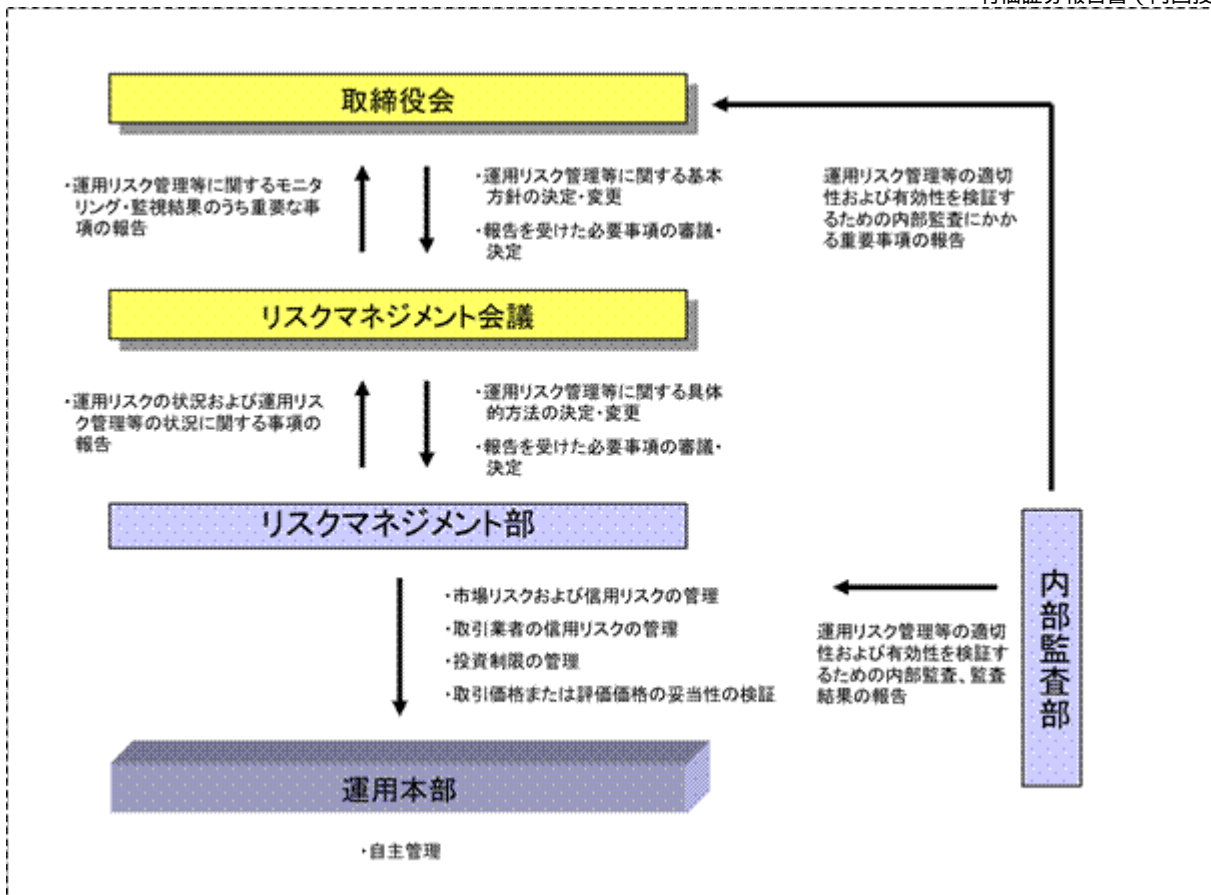 取締役会
・運用リスク管理等に関するモニタ
リング・監視結果のうち重要な事
項の報告
・運用リスク管理等に関する基本
方針の決定・変更
・報告を受けた必要事項の審議・
決定
運用リスク管理等の適切
性および有効性を検証す
るための内部監査にかか
る重要事項の報告
リスクマネジメント会議
・運用リスクの状況および運用リス
ク管理等の状況に関する事項の
報告
・運用リスク管理等に関する具体
的方法の決定・変更
・報告を受けた必要事項の審議・
決定
リスクマネジメント部
・市場リスクおよび信用リスクの管理
・取引業者の信用リスクの管理
・投資制限の管理
・取引価格または評価価格の妥当性の検証
運用リスク管理等の適切
性および有効性を検証す
るための内部監査、監査
結果の報告
内部監査部
運用本部
・自主管理